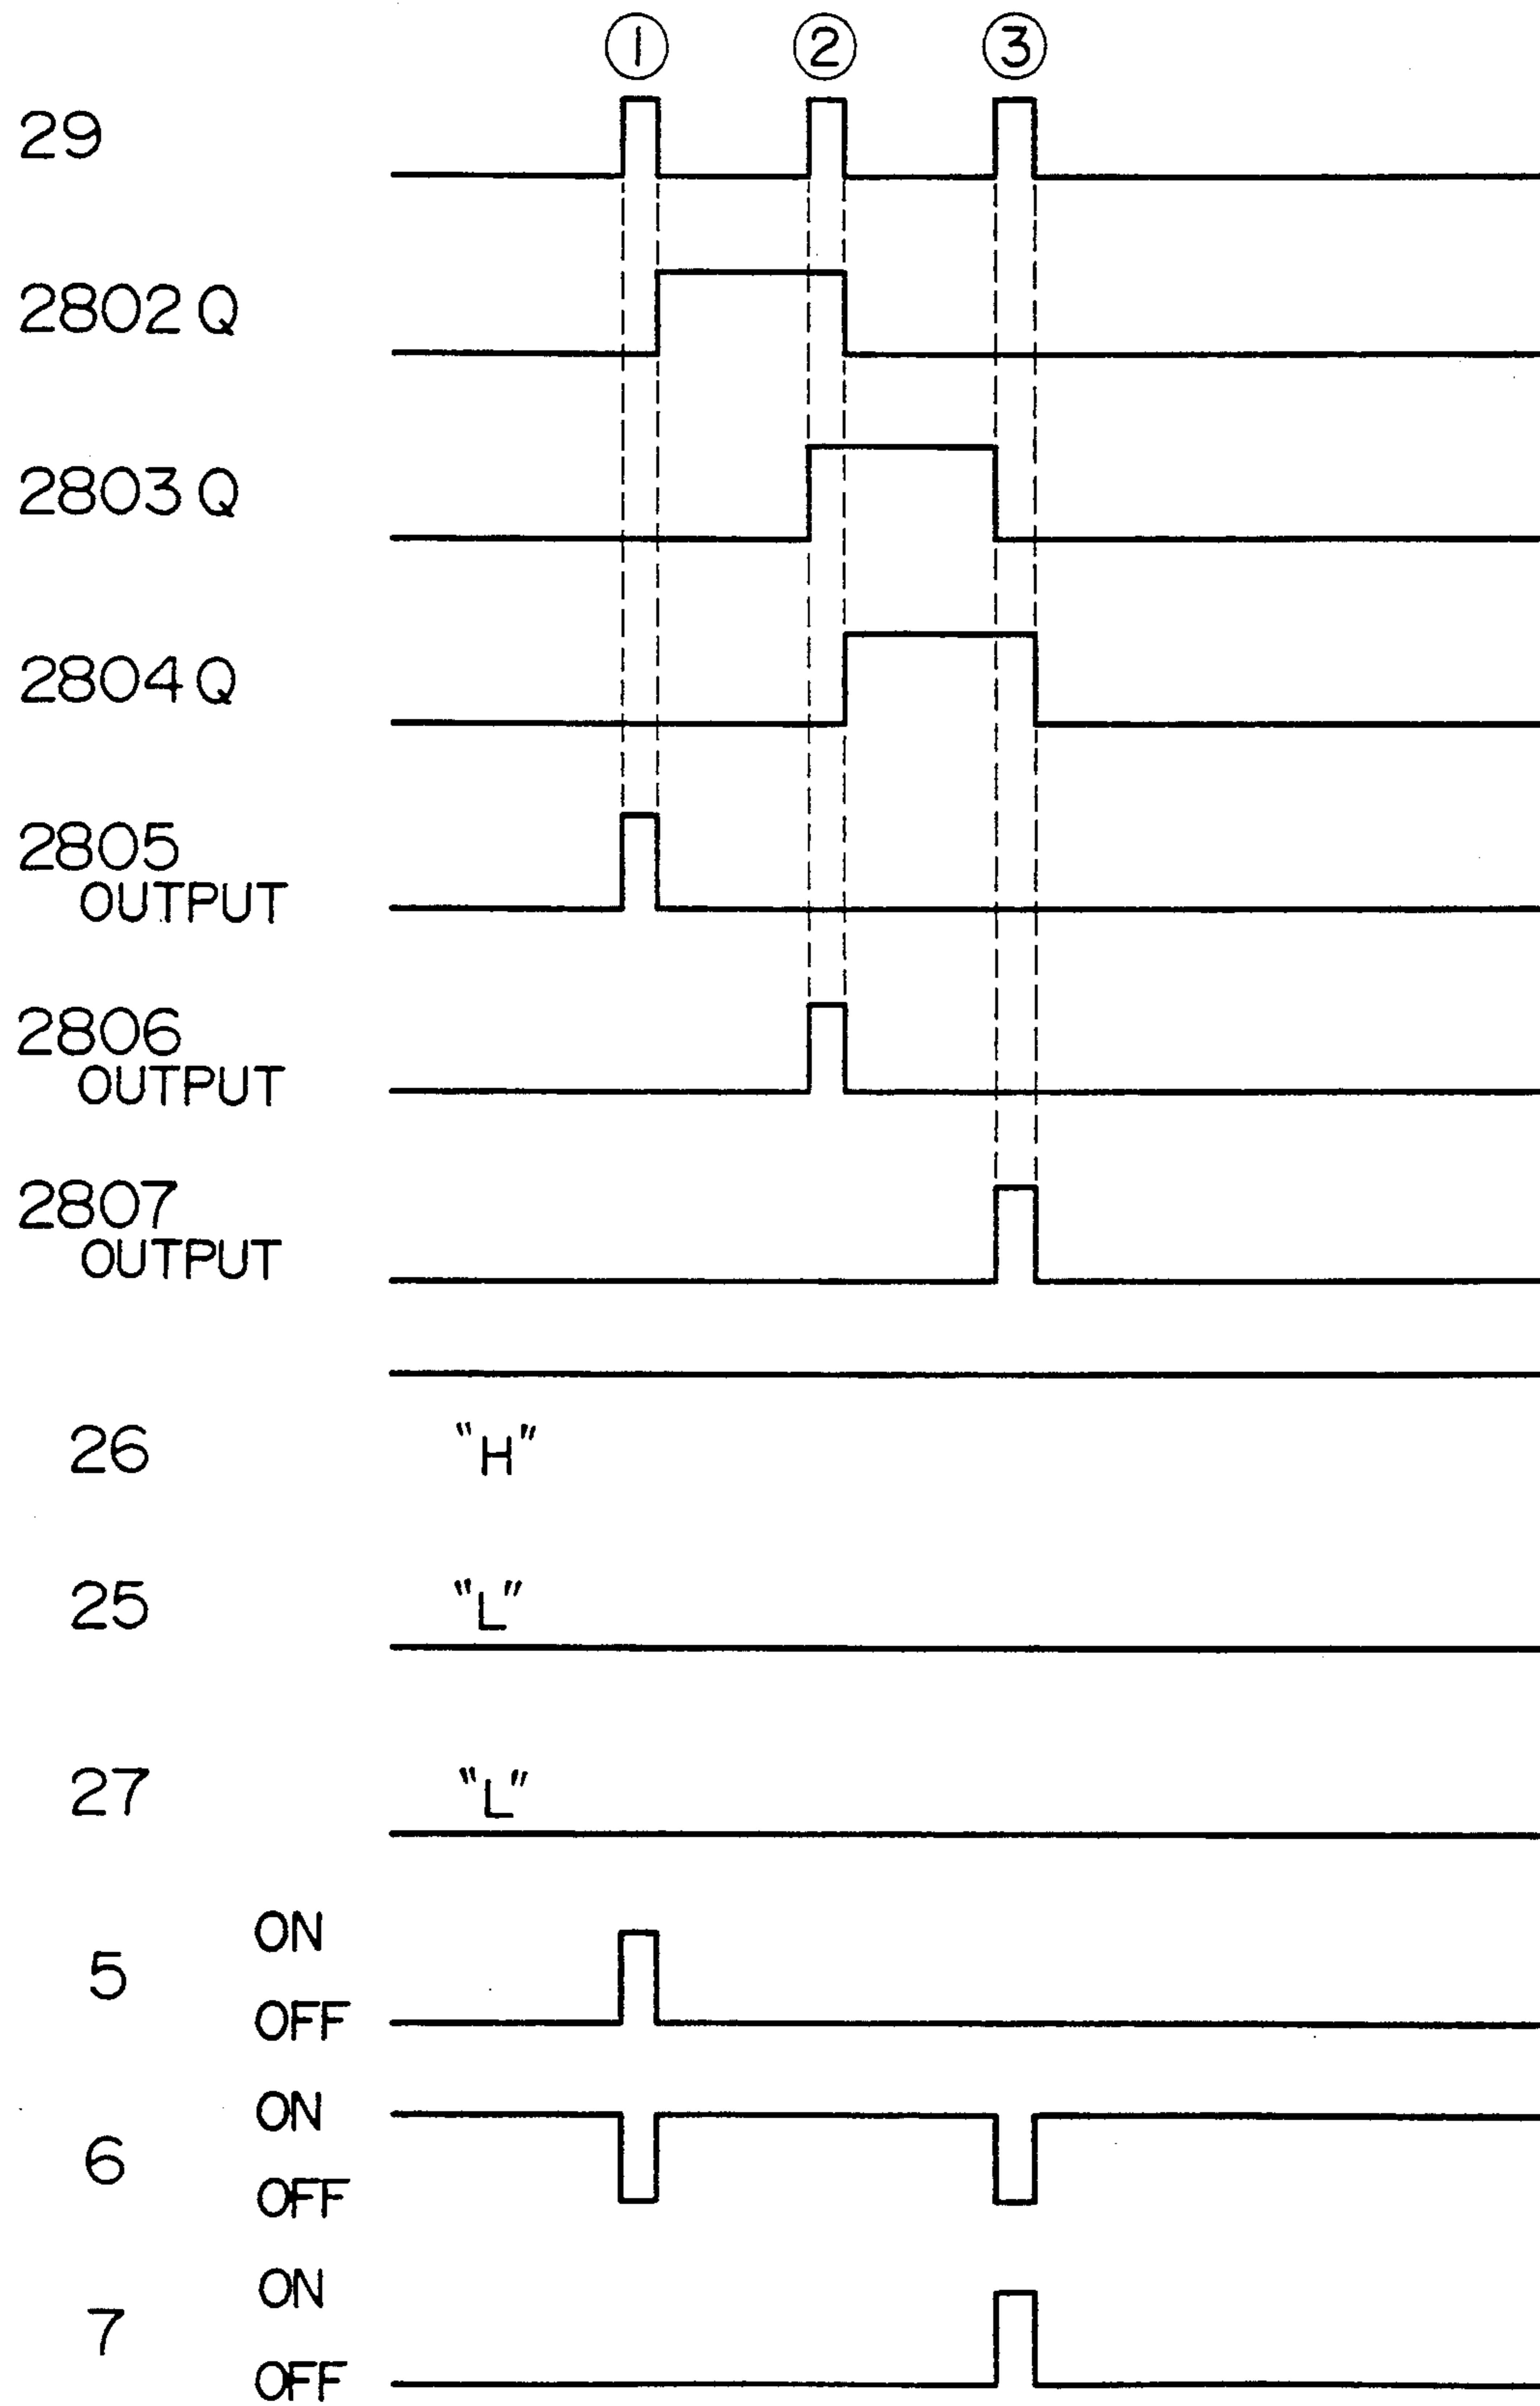 ① ② ③
29
2802 Q
2803 Q
2804 Q
2805
OUTPUT
2806
OUTPUT
2807
OUTPUT
26 "H"
25 "L"
27 "L"
ON
5
OFF
ON
6
OFF
ON
7
OFF